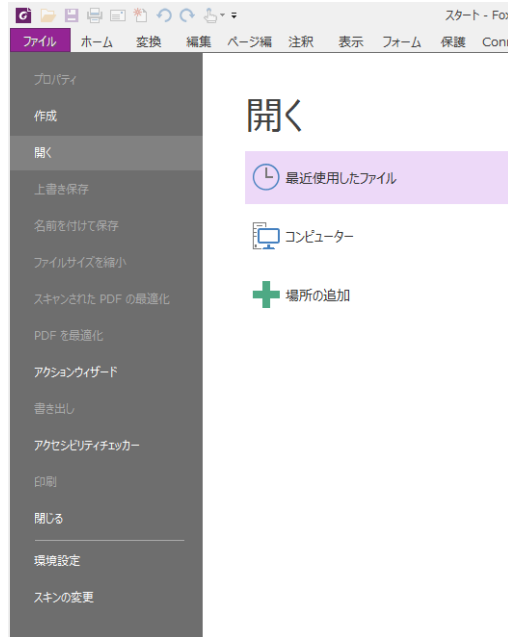 スタート - Fox
ファイル ホーム 変換 編集 ページ編 注釈 表示 フォーム 保護 Conn
プロパティ
作成
開く
上書き保存
名前を付けて保存
ファイルサイズを縮小
スキャンされた PDF の最適化
PDF を最適化
アクションウィザード
書き出し
アクセシビリティチェッカー
印刷
閉じる
環境設定
スキンの変更
開く
最近使用したファイル
コンピューター
場所の追加